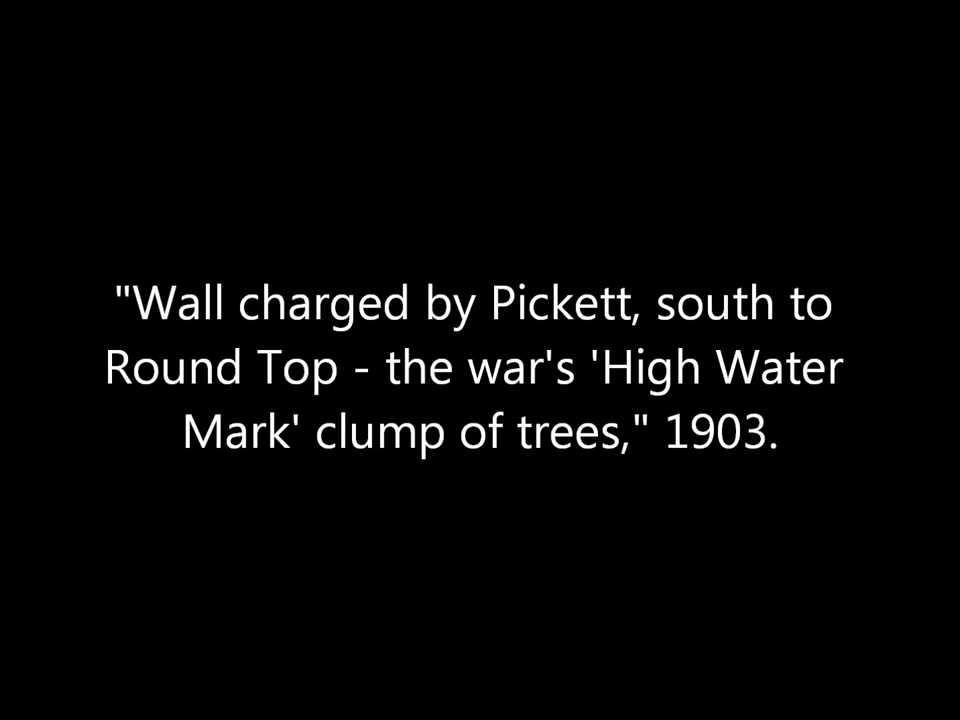 "Wall charged by Pickett, south to
Round Top - the war's 'High Water
Mark' clump of trees," 1903.